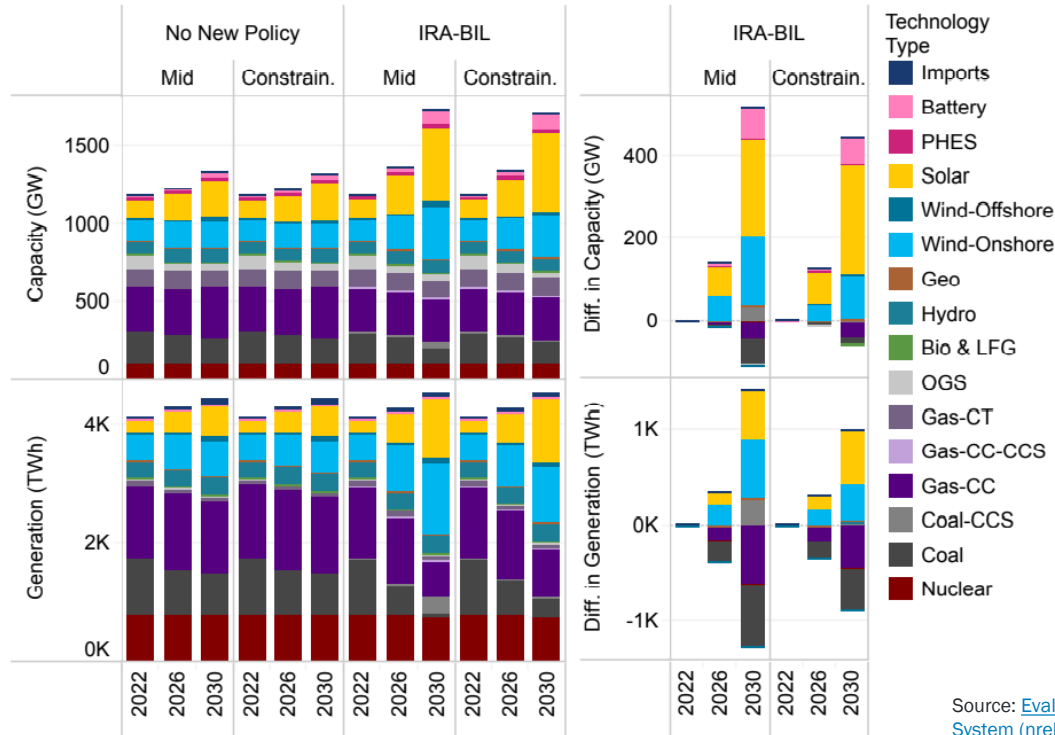 No New Policy
IRA-BIL
Mid
Constrain.
Mid
Constrain.
Capacity (GW)
1500
1000
500
0
Generation (TWh)
4K
2K
0K
2022
2026
2030
2022
2026
2030
2022
2026
2030
2022
2026
2030
IRA-BIL
Mid
Constrain.
Diff. in Capacity (GW)
400
200
0
Diff. in Generation (TWh)
1K
0K
-1K
2022
2026
2030
2022
2026
2030
Technology
Type
Imports
Battery
PHES
Solar
Wind-Offshore
Wind-Onshore
Geo
Hydro
Bio & LFG
OGS
Gas-CT
Gas-CC-CCS
Gas-CC
Coal-CCS
Coal
Nuclear
Source: Eval
System (nrel